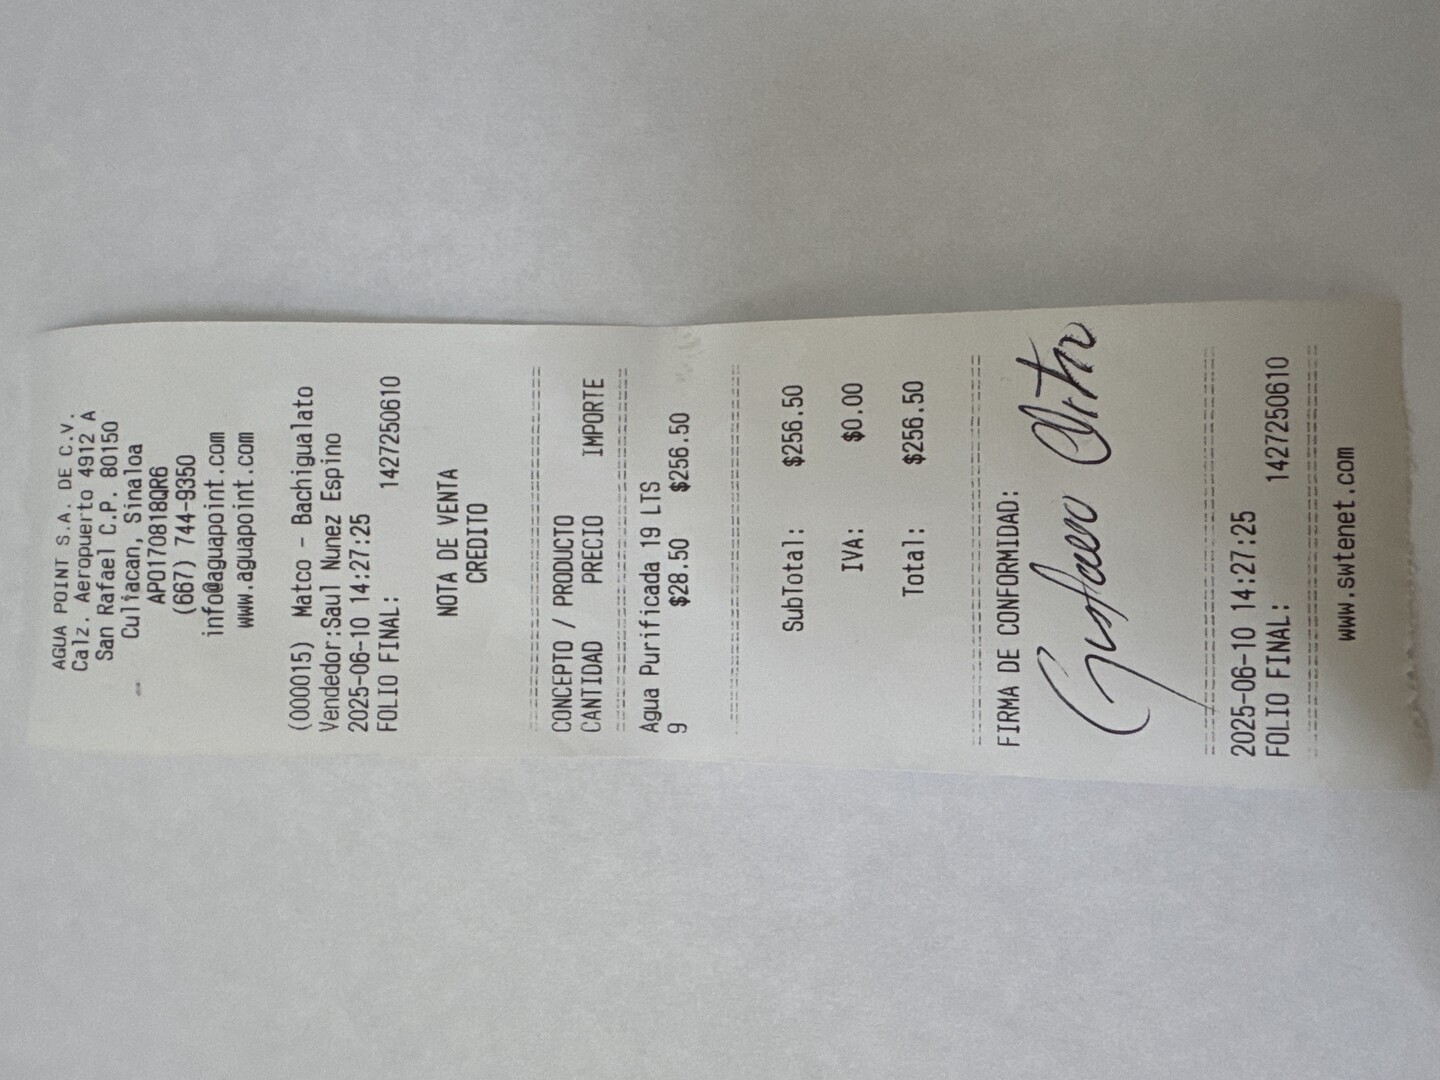 AGUA POINT S.A. DE C.V.
Calz. Aeropuerto 4912 A
San Rafael C.P. 80150
Culiacan, Sinaloa
APO170818QR6
(667) 744-9350
info@aguapoint.com
www.aguapoint.com
(000015) Matco - Bachigualato
Vendedor:Saul Nunez Espino
2025-06-10 14:27:25
FOLIO FINAL: 1427250610
NOTA DE VENTA
CREDITO
CONCEPTO / PRODUCTO
CANTIDAD PRECIO IMPORTE
Agua Purificada 19 LTS
9 $28.50 $256.50
SubTotal: $256.50
IVA: $0.00
Total: $256.50
FIRMA DE CONFORMIDAD:
Gustavo
2025-06-10 14:27:25
FOLIO FINAL: 1427250610
www.swtenet.com